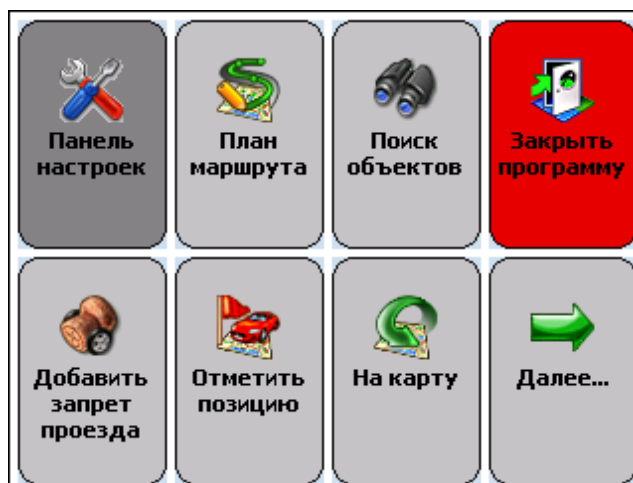 Панель
настроек
План
маршрута
Поиск
объектов
Закрыть
программу
Добавить
запрет
проезда
Отметить
позицию
На карту
Далее...